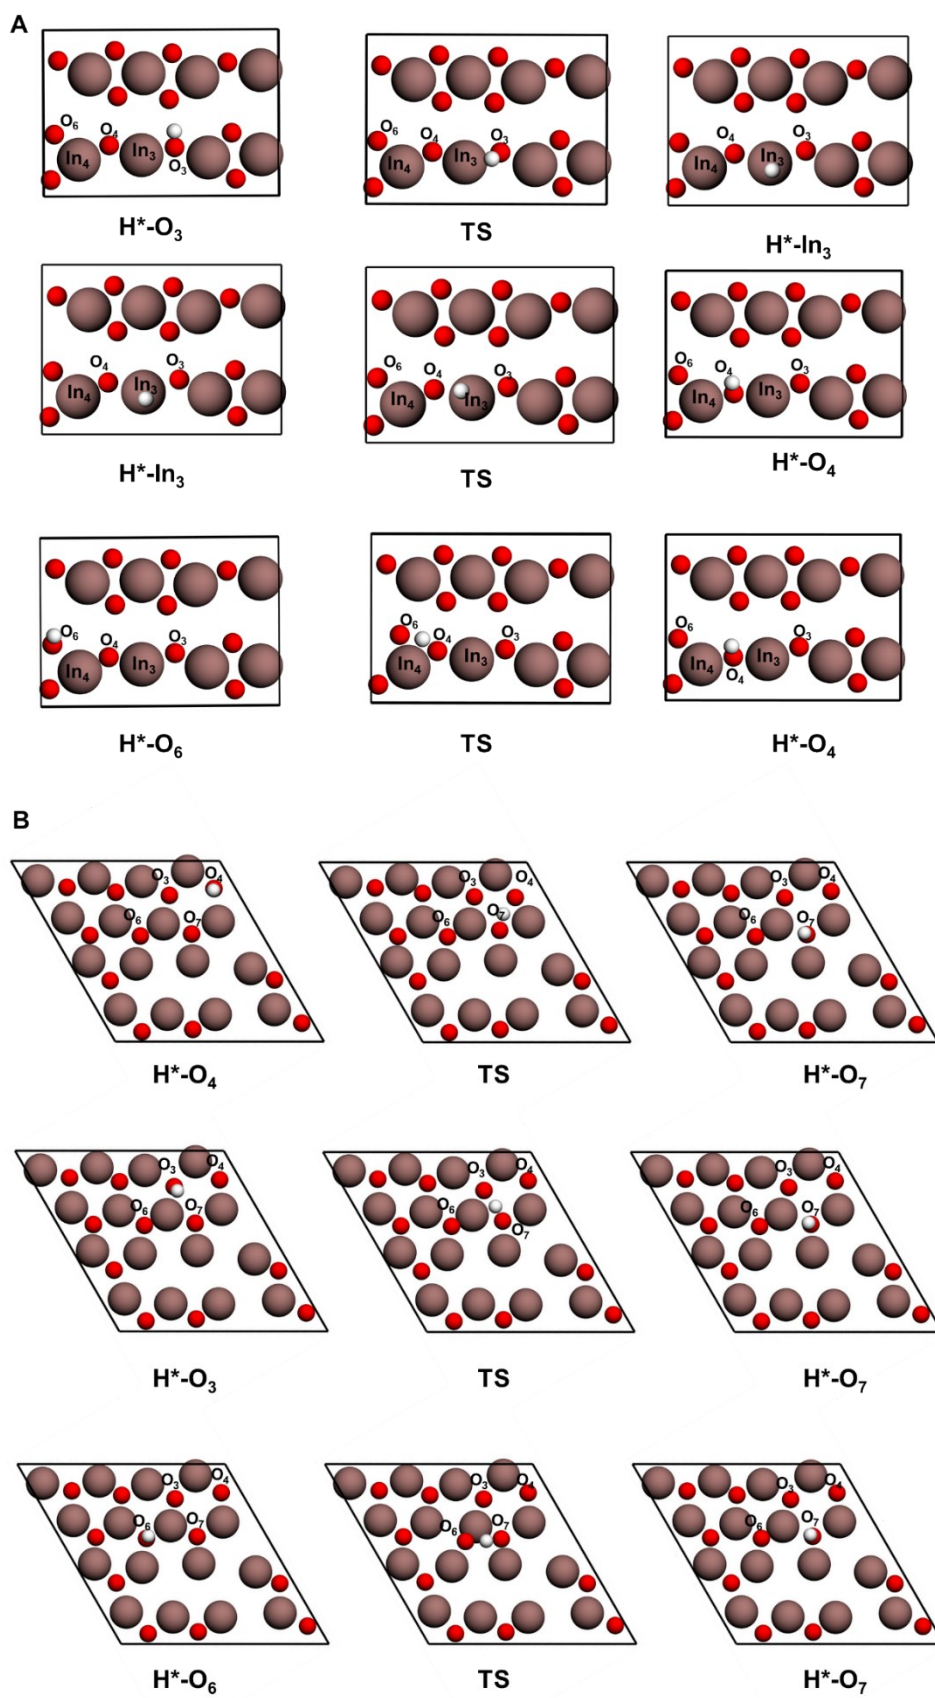 A
O₆ O₄ In₄ In₃ O₃
O₆ O₄ In₄ In₃ O₃
O₄ In₃ O₃
H*-O₃ TS H*-In₃
O₄ In₄ In₃ O₃
O₆ O₄ In₄ In₃ O₃
O₆ O₄ In₄ In₃ O₃
H*-In₃ TS H*-O₄
O₆ O₄ In₄ In₃ O₃
O₆ O₄ In₄ In₃ O₃
O₆ O₄ In₄ In₃ O₃
H*-O₆ TS H*-O₄
B
O₃ O₄ O₆ O₇
O₃ O₄ O₆ O₇
O₃ O₄ O₆ O₇
H*-O₄ TS H*-O₇
O₃ O₄ O₆ O₇
O₃ O₄ O₆ O₇
O₃ O₄ O₆ O₇
H*-O₃ TS H*-O₇
O₃ O₄ O₆ O₇
O₃ O₄ O₆ O₇
O₃ O₄ O₆ O₇
H*-O₆ TS H*-O₇